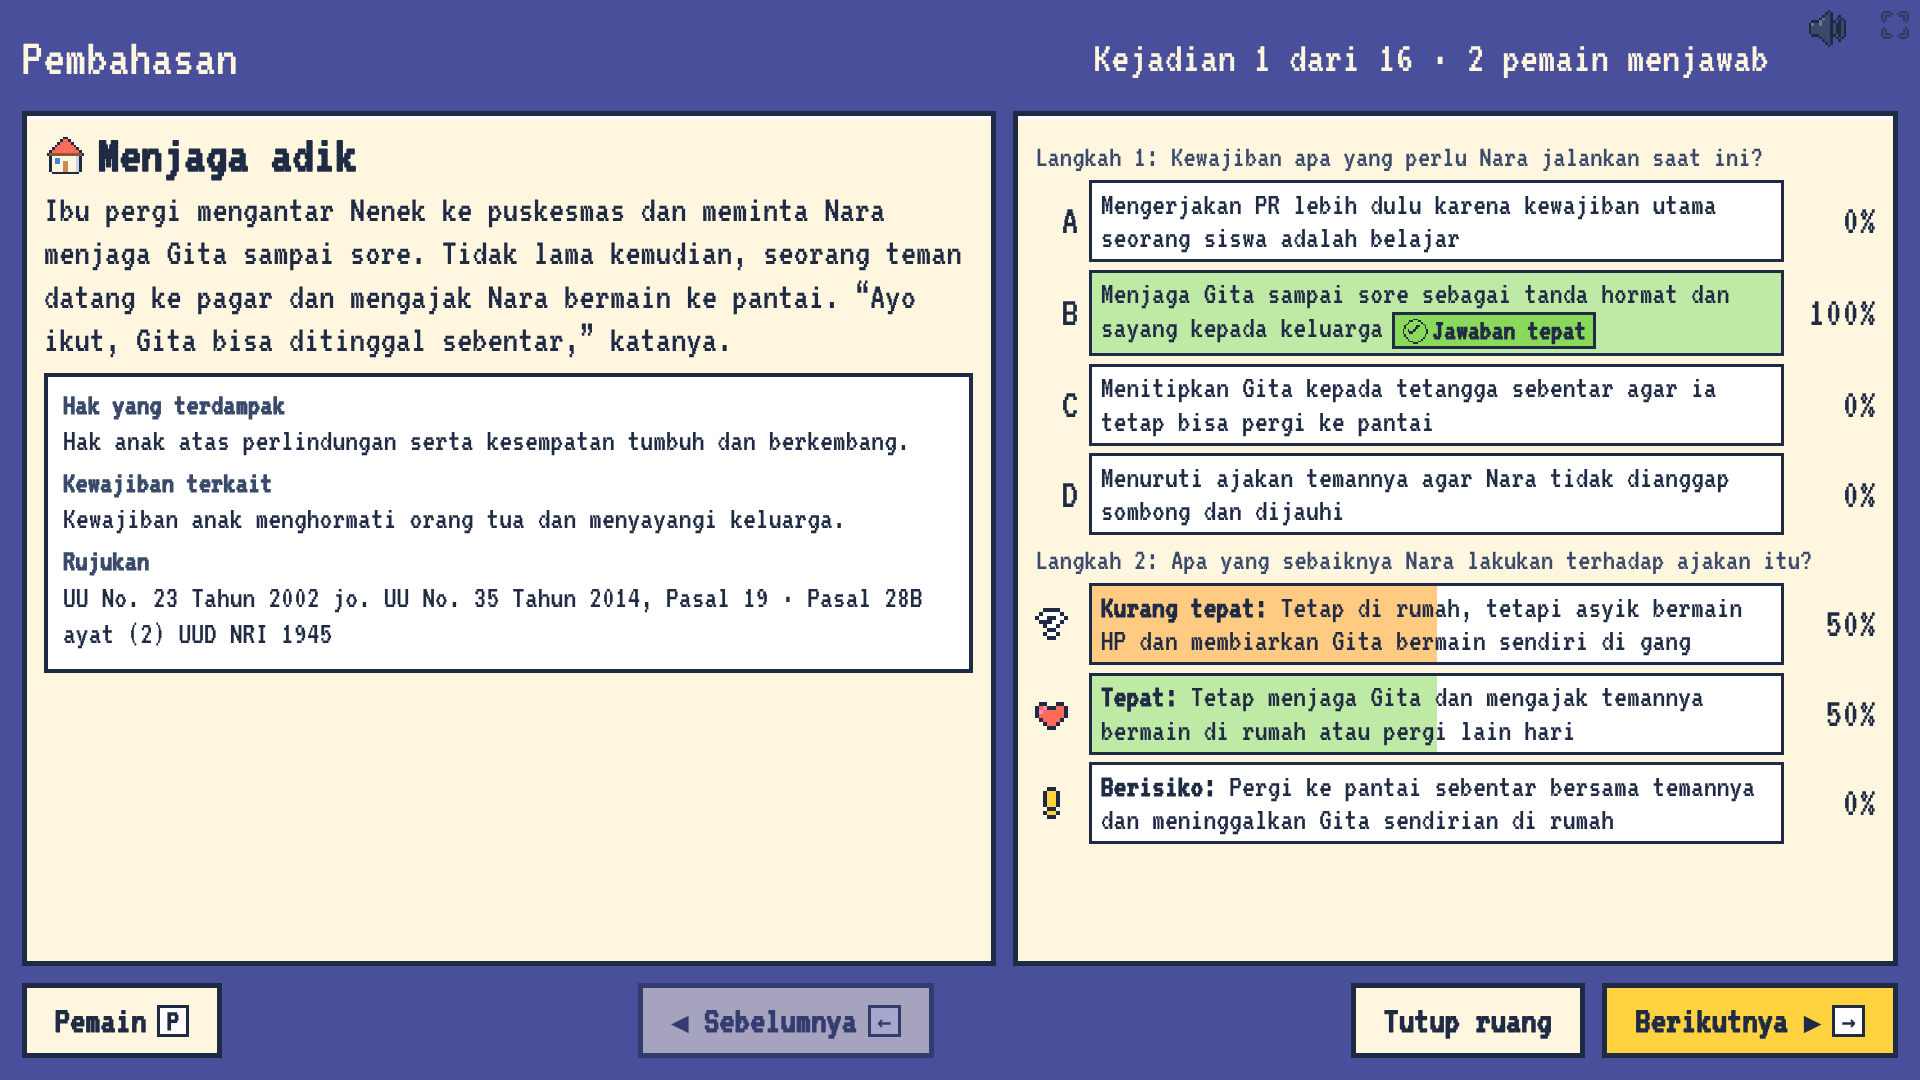 Pembahasan
Kejadian 1 dari 16 · 2 pemain menjawab
Menjaga adik
Ibu pergi mengantar Nenek ke puskesmas dan meminta Nara
menjaga Gita sampai sore. Tidak lama kemudian, seorang teman
datang ke pagar dan mengajak Nara bermain ke pantai. “Ayo
ikut, Gita bisa ditinggal sebentar,” katanya.
Hak yang terdampak
Hak anak atas perlindungan serta kesempatan tumbuh dan berkembang.
Kewajiban terkait
Kewajiban anak menghormati orang tua dan menyayangi keluarga.
Rujukan
UU No. 23 Tahun 2002 jo. UU No. 35 Tahun 2014, Pasal 19 · Pasal 28B
ayat (2) UUD NRI 1945
Langkah 1: Kewajiban apa yang perlu Nara jalankan saat ini?
A Mengerjakan PR lebih dulu karena kewajiban utama
seorang siswa adalah belajar 0%
B Menjaga Gita sampai sore sebagai tanda hormat dan
sayang kepada keluarga Jawaban tepat 100%
C Menitipkan Gita kepada tetangga sebentar agar ia
tetap bisa pergi ke pantai 0%
D Menuruti ajakan temannya agar Nara tidak dianggap
sombong dan dijauhi 0%
Langkah 2: Apa yang sebaiknya Nara lakukan terhadap ajakan itu?
Kurang tepat: Tetap di rumah, tetapi asyik bermain
HP dan membiarkan Gita bermain sendiri di gang 50%
Tepat: Tetap menjaga Gita dan mengajak temannya
bermain di rumah atau pergi lain hari 50%
Berisiko: Pergi ke pantai sebentar bersama temannya
dan meninggalkan Gita sendirian di rumah 0%
Pemain P
◀ Sebelumnya ←
Tutup ruang
Berikutnya ▶ →